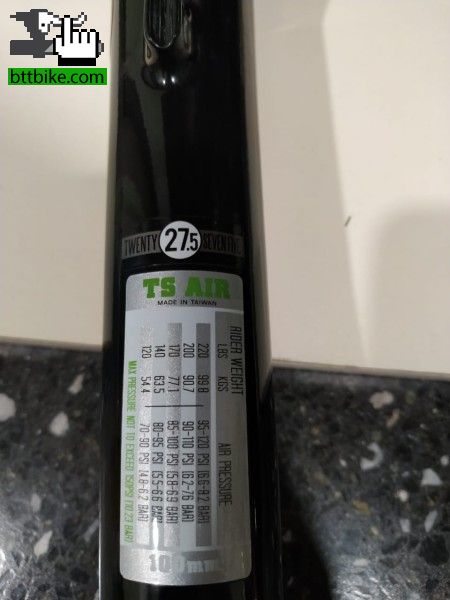 bttbike.com
TWENTY 27.5 SEVEN FIVE
TS AIR
MADE IN TAIWAN
RIDER WEIGHT AIR PRESSURE
LBS KGS
220 99.8 95-120 PSI (6.6-8.2 BAR)
200 90.7 90-110 PSI (6.2-7.6 BAR)
170 77.1 85-100 PSI (5.8-6.9 BAR)
140 63.5 80-95 PSI (5.5-6.6 BAR)
120 54.4 70-90 PSI (4.8-6.2 BAR)
MAX PRESSURE NOT TO EXCEED 150PSI (10.23 BAR)
100mm